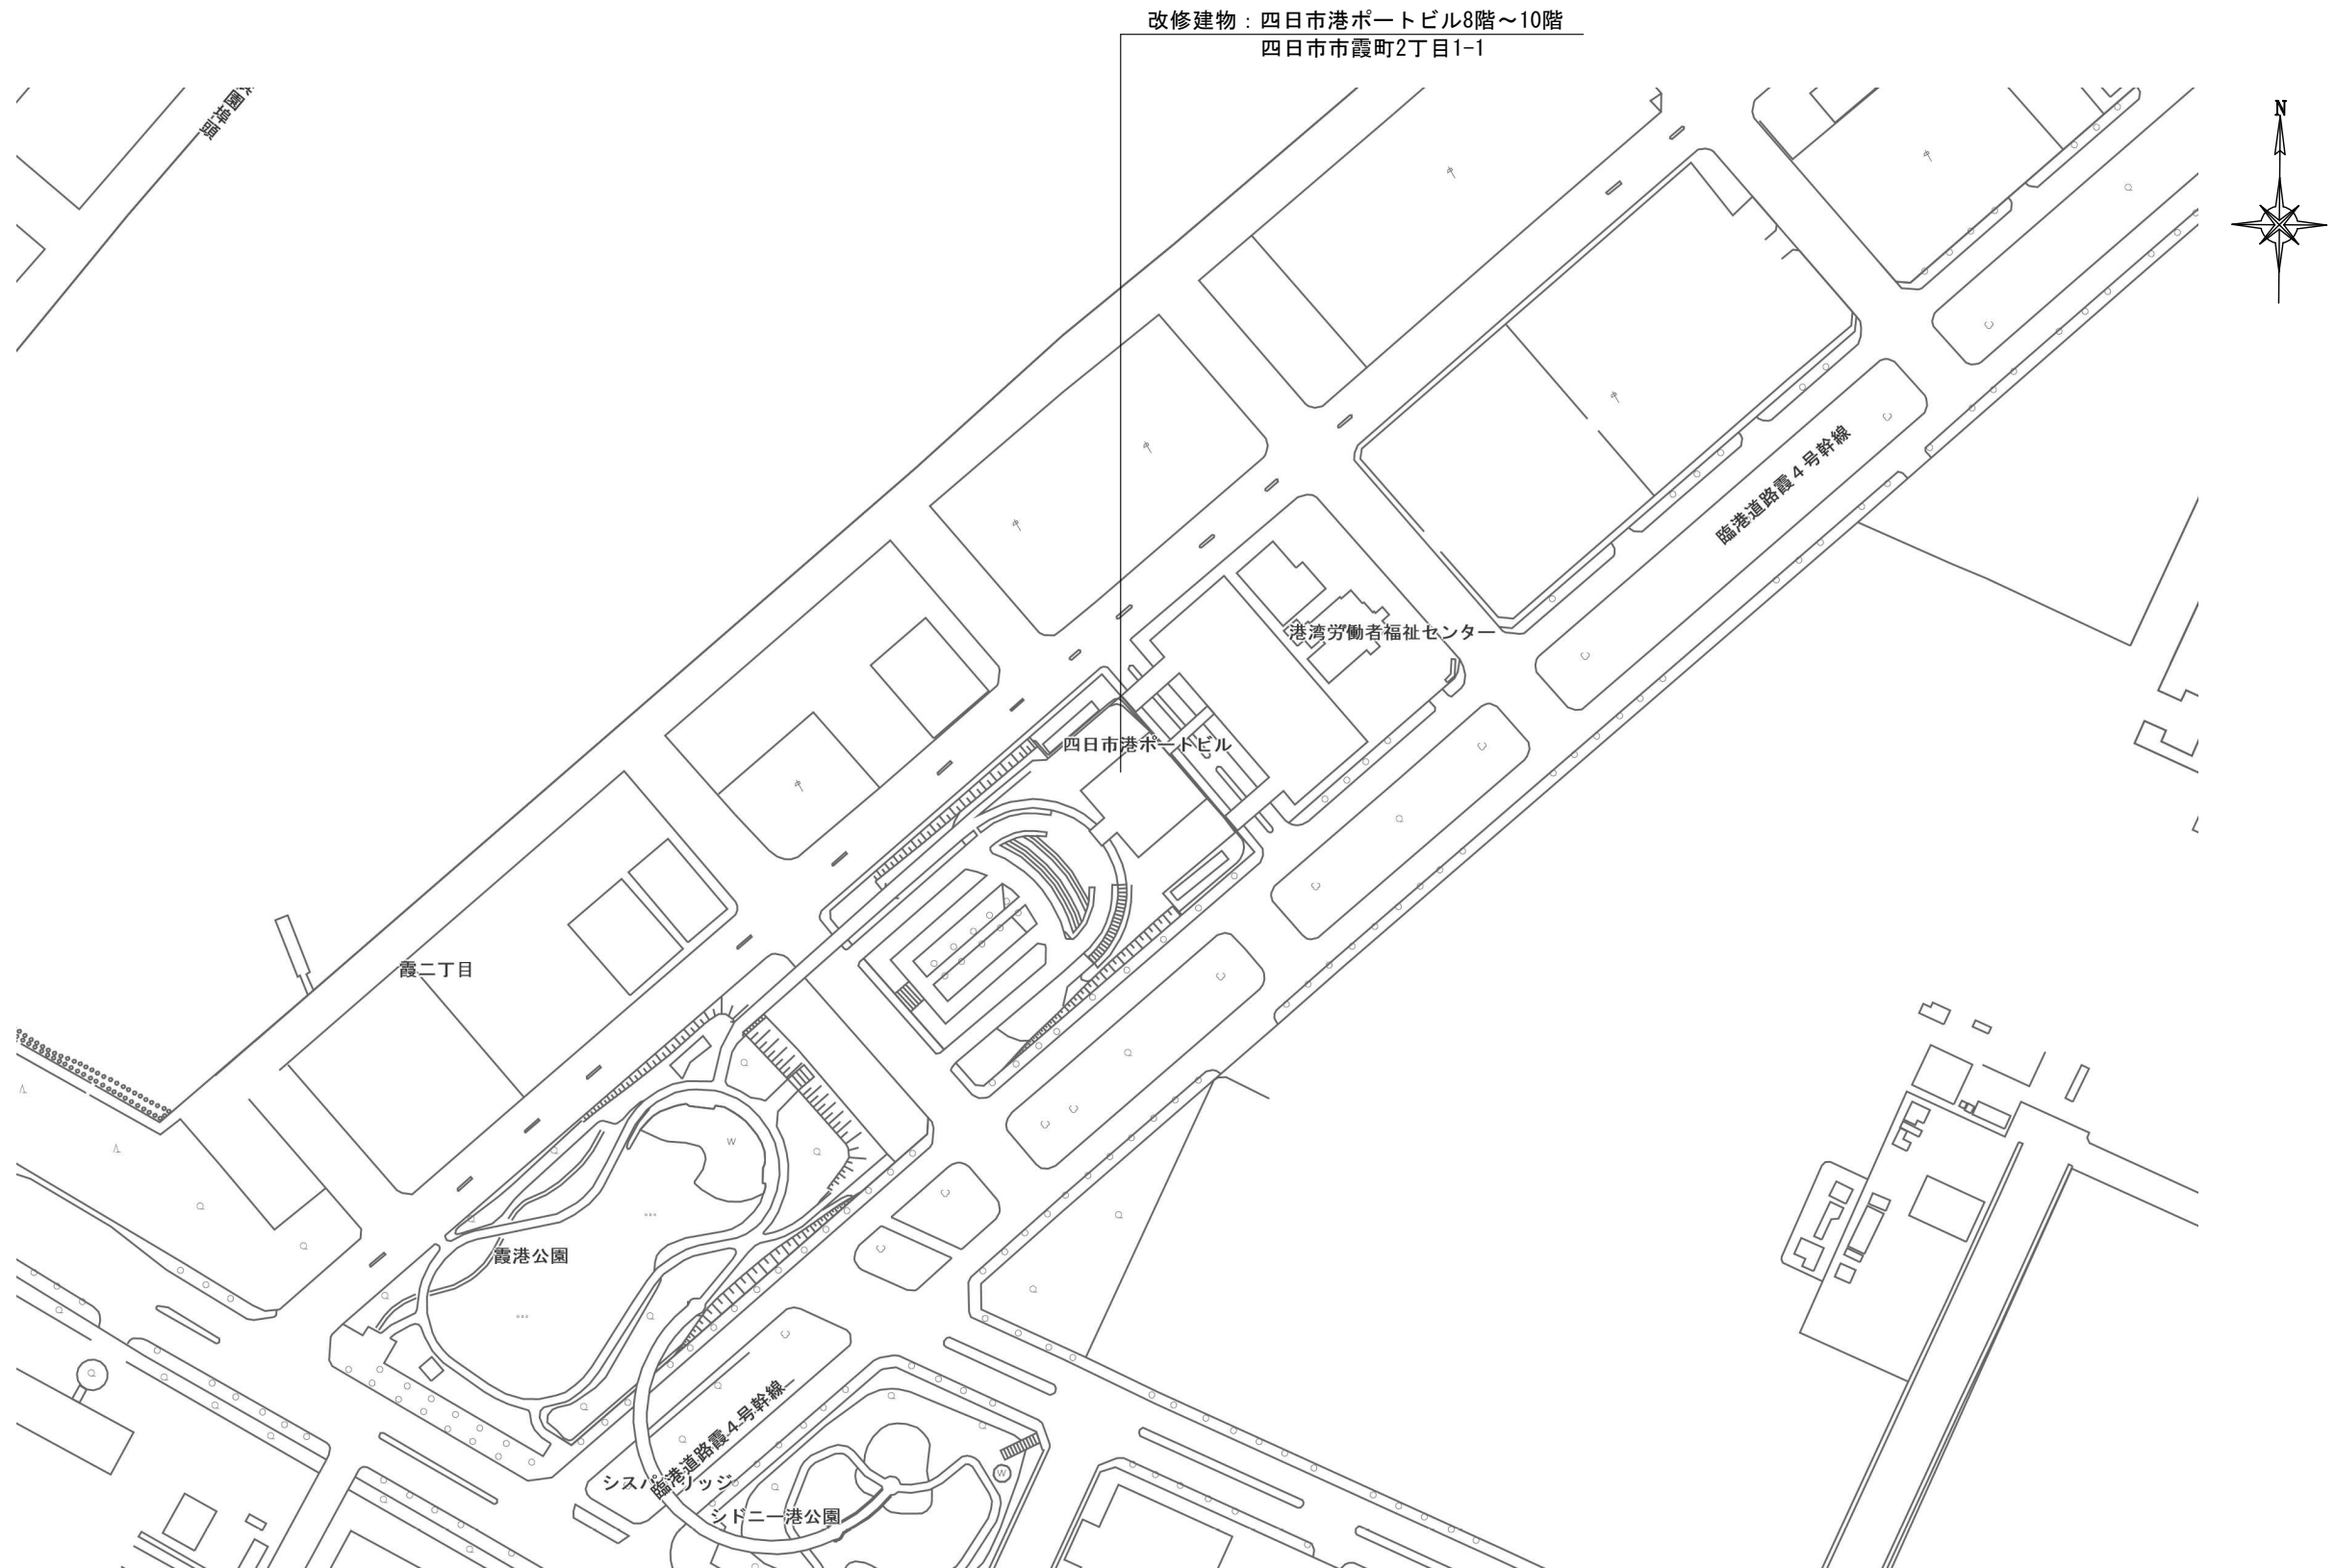 改修建物：四日市港ポートビル8階～10階
四日市市霞町2丁目1-1
N
園埠頭
臨港道路霞４号幹線
港湾労働者福祉センター
四日市港ポートビル
霞二丁目
W
霞港公園
臨港道路霞４号幹線
W
シドニー港公園